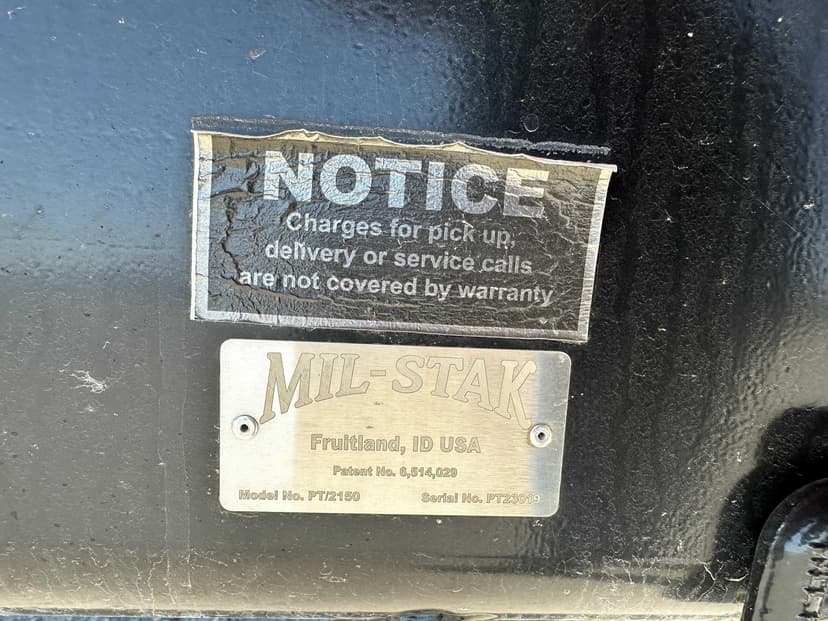 NOTICE
Charges for pick up,
delivery or service calls
are not covered by warranty
MIL-STAK
Fruitland, ID USA
Patent No. 6,514,029
Model No. PT/2150 Serial No. PT23919